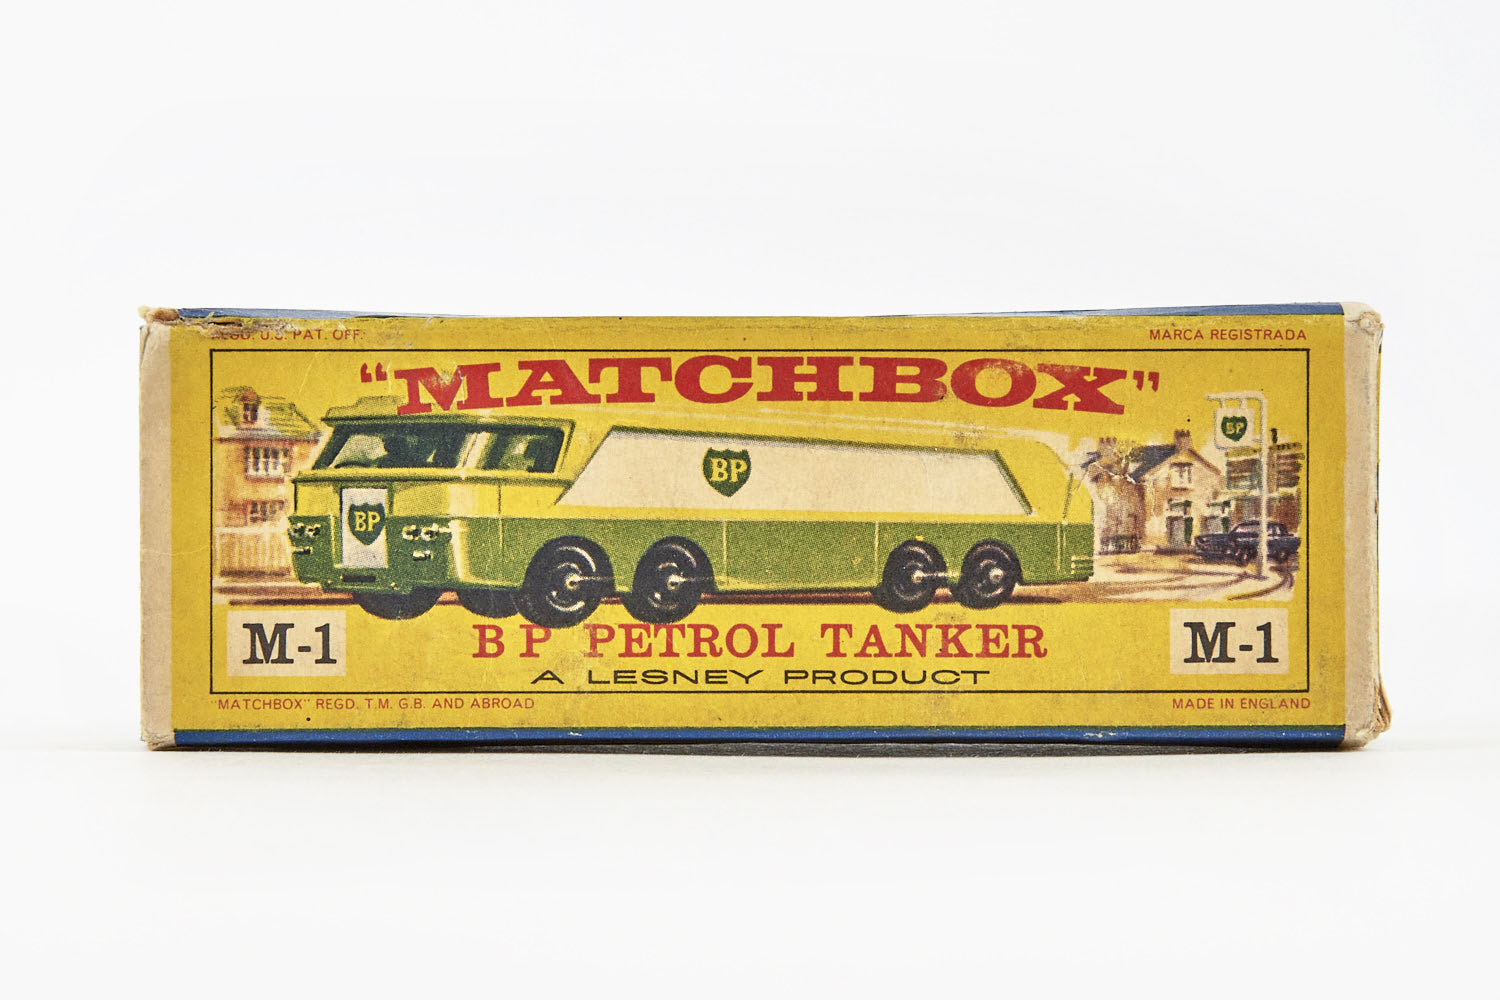 REGD. U.S. PAT. OFF.
MARCA REGISTRADA
"MATCHBOX"
BP
BP
BP
M-1
BP PETROL TANKER
M-1
A LESNEY PRODUCT
"MATCHBOX" REGD. T.M. G.B. AND ABROAD
MADE IN ENGLAND